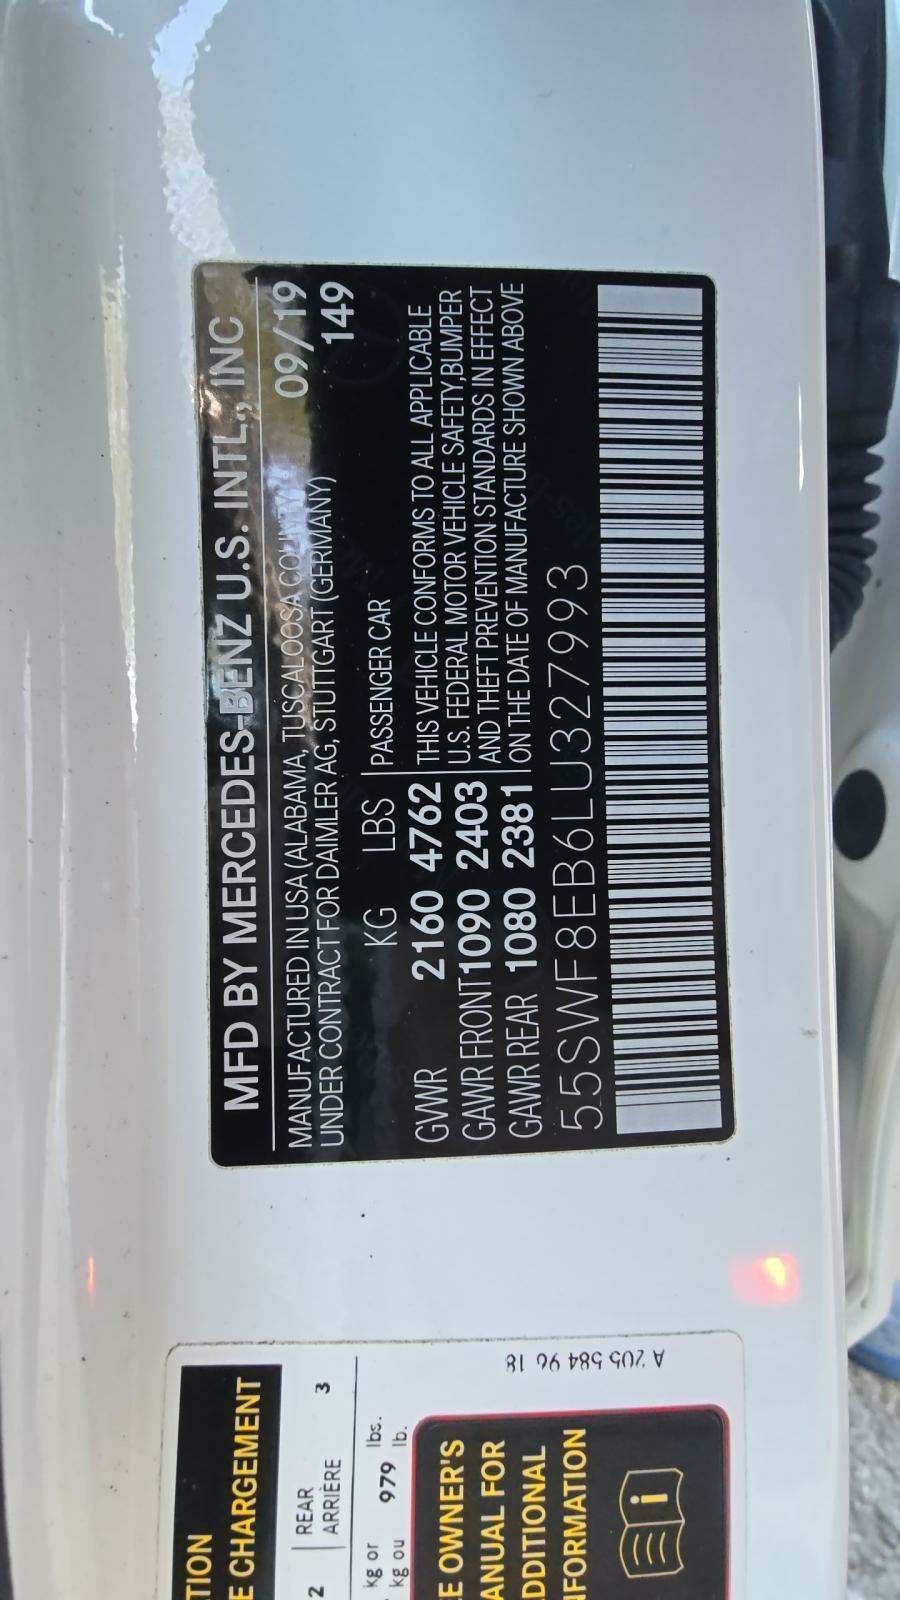 MFD BY MERCEDES-BENZ U.S. INTL., INC
MANUFACTURED IN USA (ALABAMA, TUSCALOOSA COUNTY) 09/19
UNDER CONTRACT FOR DAIMLER AG, STUTTGART (GERMANY) 149
KG LBS PASSENGER CAR
GVWR 2160 4762 THIS VEHICLE CONFORMS TO ALL APPLICABLE
GAWR FRONT 1090 2403 U.S. FEDERAL MOTOR VEHICLE SAFETY,BUMPER
AND THEFT PREVENTION STANDARDS IN EFFECT
GAWR REAR 1080 2381 ON THE DATE OF MANUFACTURE SHOWN ABOVE
55SWF8EB6LU327993
TION
E CHARGEMENT
2 REAR 3
ARRIÈRE
kg or 979 lbs.
kg ou lb.
E OWNER'S
ANUAL FOR
DDITIONAL
NFORMATION
i
A 205 584 96 18